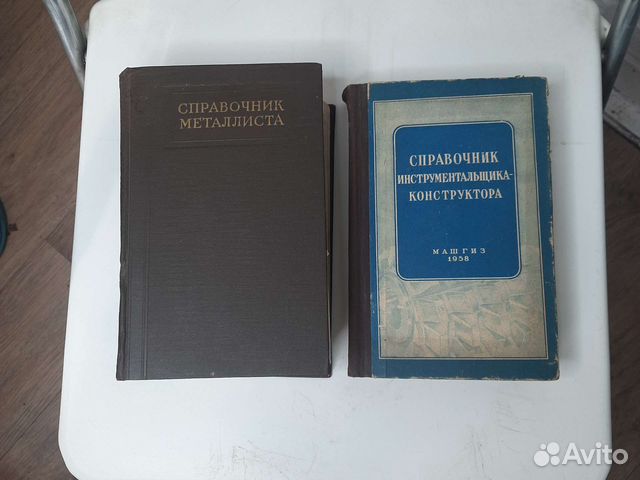 СПРАВОЧНИК
МЕТАЛЛИСТА
СПРАВОЧНИК
ИНСТРУМЕНТАЛЬЩИКА-
КОНСТРУКТОРА
МАШГИЗ
1958
Avito